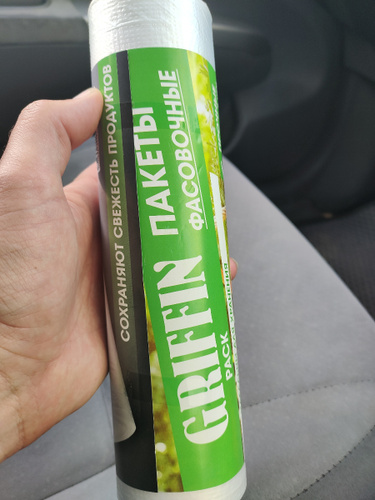 СОХРАНЯЮТ СВЕЖЕСТЬ ПРОДУКТОВ
ПАКЕТЫ
ФАСОВОЧНЫЕ
GRIFFIN
PACK